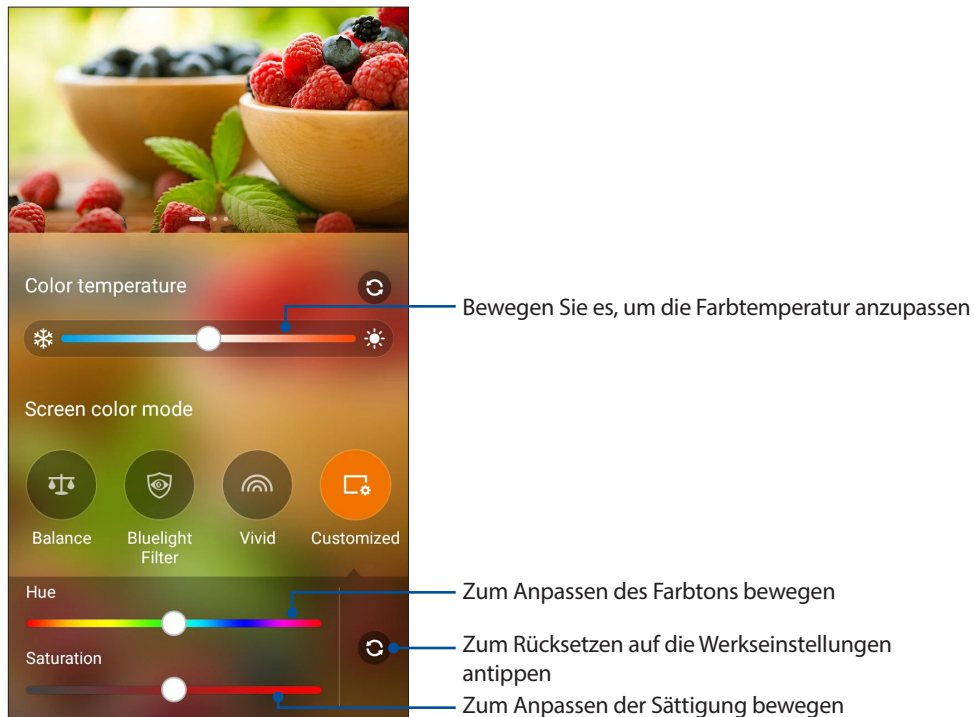 Color temperature
Bewegen Sie es, um die Farbtemperatur anzupassen
Screen color mode
Balance
Bluelight
Filter
Vivid
Customized
Hue
Zum Anpassen des Farbtons bewegen
Zum Rücksetzen auf die Werkseinstellungen
antippen
Saturation
Zum Anpassen der Sättigung bewegen